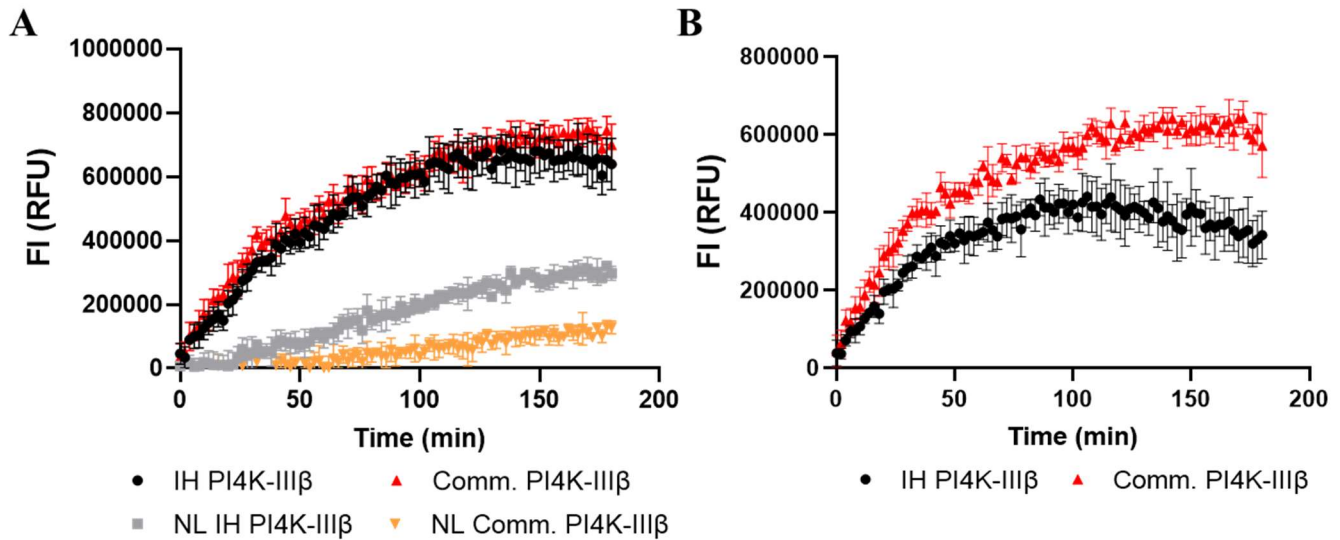 A
B
1000000
800000
600000
400000
200000
0
FI (RFU)
0 50 100 150 200
Time (min)
IH PI4K-IIIβ
Comm. PI4K-IIIβ
NL IH PI4K-IIIβ
NL Comm. PI4K-IIIβ
800000
600000
400000
200000
0
FI (RFU)
0 50 100 150 200
Time (min)
IH PI4K-IIIβ
Comm. PI4K-IIIβ